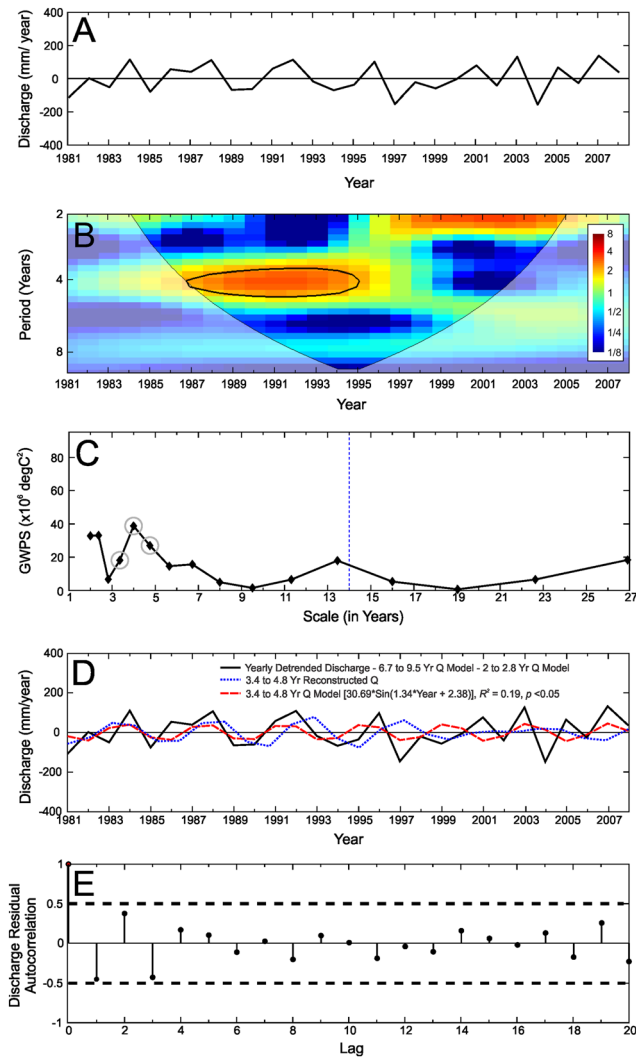 A
Discharge (mm/ year)
400
200
0
-200
-400
1981 1983 1985 1987 1989 1991 1993 1995 1997 1999 2001 2003 2005 2007
Year
B
Period (Years)
2
4
8
8
4
2
1
1/2
1/4
1/8
1981 1983 1985 1987 1989 1991 1993 1995 1997 1999 2001 2003 2005 2007
Year
C
GWPS (x10⁶ degC²)
80
60
40
20
0
1 3 5 7 9 11 13 15 17 19 21 23 25 27
Scale (in Years)
D
Discharge (mm/year)
400
200
0
-200
-400
Yearly Detrended Discharge - 6.7 to 9.5 Yr Q Model - 2 to 2.8 Yr Q Model
3.4 to 4.8 Yr Reconstructed Q
3.4 to 4.8 Yr Q Model [30.69*Sin(1.34*Year + 2.38)], R² = 0.19, p <0.05
1981 1983 1985 1987 1989 1991 1993 1995 1997 1999 2001 2003 2005 2007
Year
E
Discharge Residual
Autocorrelation
1
0.5
0
-0.5
-1
0 2 4 6 8 10 12 14 16 18 20
Lag